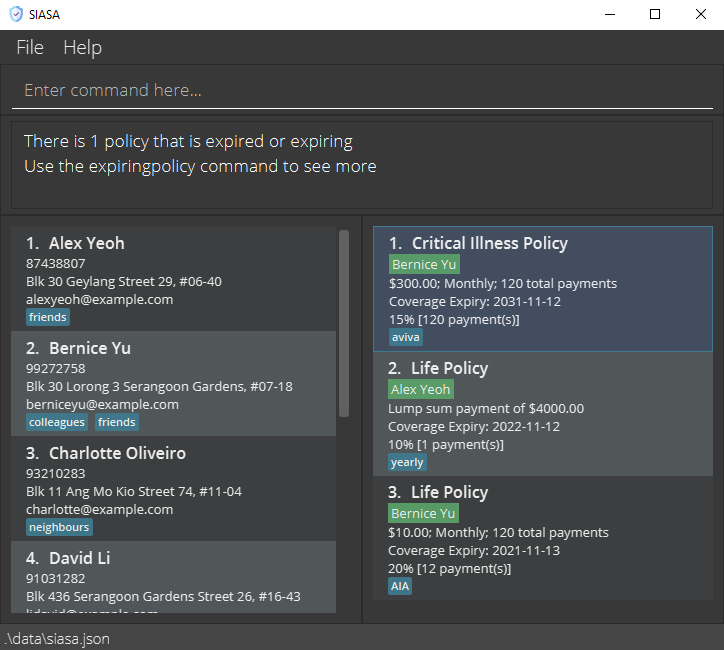 SIASA
File Help
Enter command here...
There is 1 policy that is expired or expiring
Use the expiringpolicy command to see more
1. Alex Yeoh
87438807
Blk 30 Geylang Street 29, #06-40
alexyeoh@example.com
friends
2. Bernice Yu
99272758
Blk 30 Lorong 3 Serangoon Gardens, #07-18
berniceyu@example.com
colleagues friends
3. Charlotte Oliveiro
93210283
Blk 11 Ang Mo Kio Street 74, #11-04
charlotte@example.com
neighbours
4. David Li
91031282
Blk 436 Serangoon Gardens Street 26, #16-43
lidavid@example.com
1. Critical Illness Policy
Bernice Yu
$300.00; Monthly; 120 total payments
Coverage Expiry: 2031-11-12
15% [120 payment(s)]
aviva
2. Life Policy
Alex Yeoh
Lump sum payment of $4000.00
Coverage Expiry: 2022-11-12
10% [1 payment(s)]
yearly
3. Life Policy
Bernice Yu
$10.00; Monthly; 120 total payments
Coverage Expiry: 2021-11-13
20% [12 payment(s)]
AIA
.\data\siasa.json